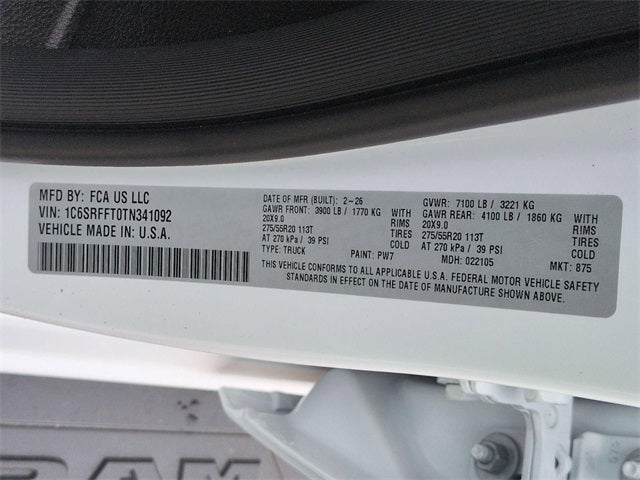 MFD BY: FCA US LLC
VIN: 1C6SRFFT0TN341092
VEHICLE MADE IN: U.S.A.
DATE OF MFR (BUILT): 2-26
GAWR FRONT: 3900 LB / 1770 KG WITH
20X9.0 RIMS
275/55R20 113T TIRES
AT 270 kPa / 39 PSI COLD
TYPE: TRUCK PAINT: PW7
GVWR: 7100 LB / 3221 KG
GAWR REAR: 4100 LB / 1860 KG WITH
20X9.0 RIMS
275/55R20 113T TIRES
AT 270 kPa / 39 PSI COLD
MDH: 022105 MKT: 875
THIS VEHICLE CONFORMS TO ALL APPLICABLE U.S.A. FEDERAL MOTOR VEHICLE SAFETY
STANDARDS IN EFFECT ON THE DATE OF MANUFACTURE SHOWN ABOVE.
RAM